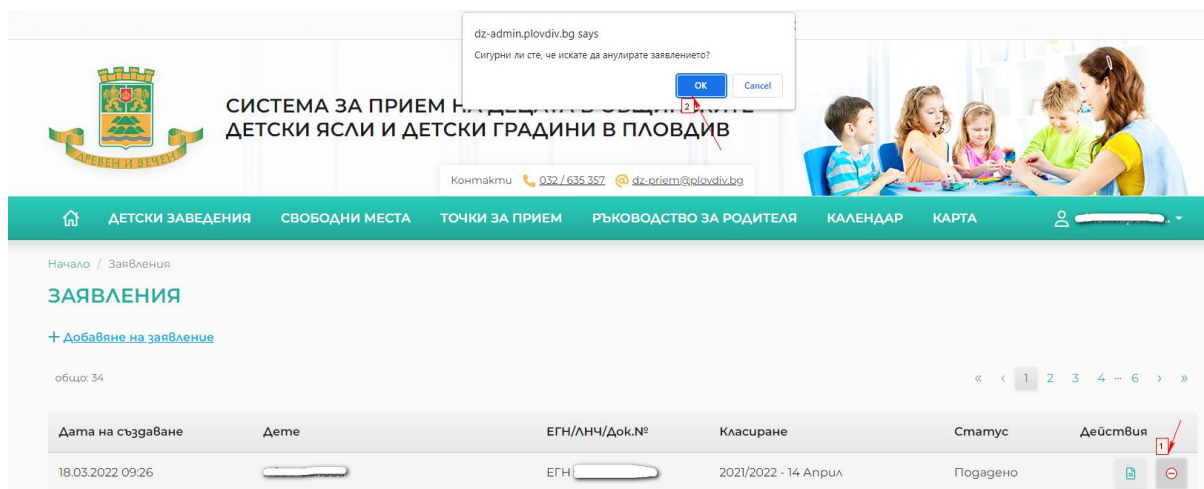 dz-admin.plovdiv.bg says
Сигурни ли сте, че искате да анулирате заявлението?
OK Cancel
2
ДРЕВЕН И ВЕЧЕН
СИСТЕМА ЗА ПРИЕМ НА ДЕЦАТА В ОБЩИНСКИТЕ
ДЕТСКИ ЯСЛИ И ДЕТСКИ ГРАДИНИ В ПЛОВДИВ
Контакти 032 / 635 357 @ dz-priem@plovdiv.bg
ДЕТСКИ ЗАВЕДЕНИЯ СВОБОДНИ МЕСТА ТОЧКИ ЗА ПРИЕМ РЪКОВОДСТВО ЗА РОДИТЕЛЯ КАЛЕНДАР КАРТА
Начало / Заявления
ЗАЯВЛЕНИЯ
+ Добавяне на заявление
общо: 34
« ‹ 1 2 3 4 ... 6 › »
Дата на създаване Дете ЕГН/ЛНЧ/Док.№ Класиране Статус Действия
1
18.03.2022 09:26 ЕГН 2021/2022 - 14 Април Подадено